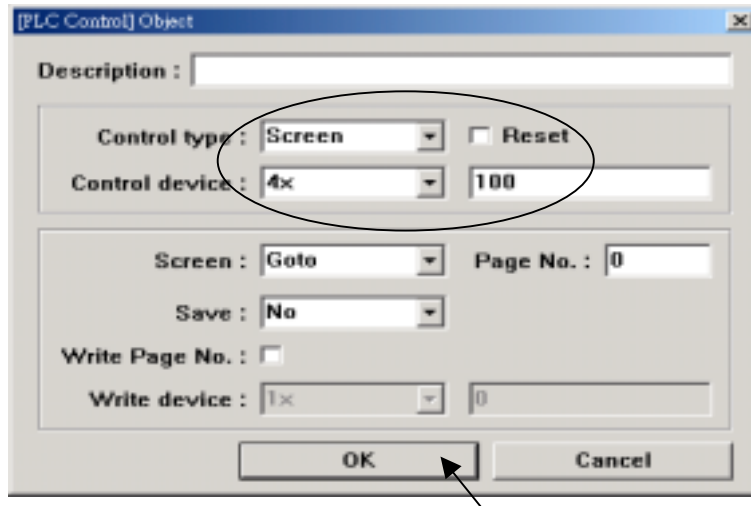 [PLC Control] Object
Description :
Control type : Screen Reset
Control device : 4x 100
Screen : Goto Page No. : 0
Save : No
Write Page No. :
Write device : 1x 0
OK Cancel